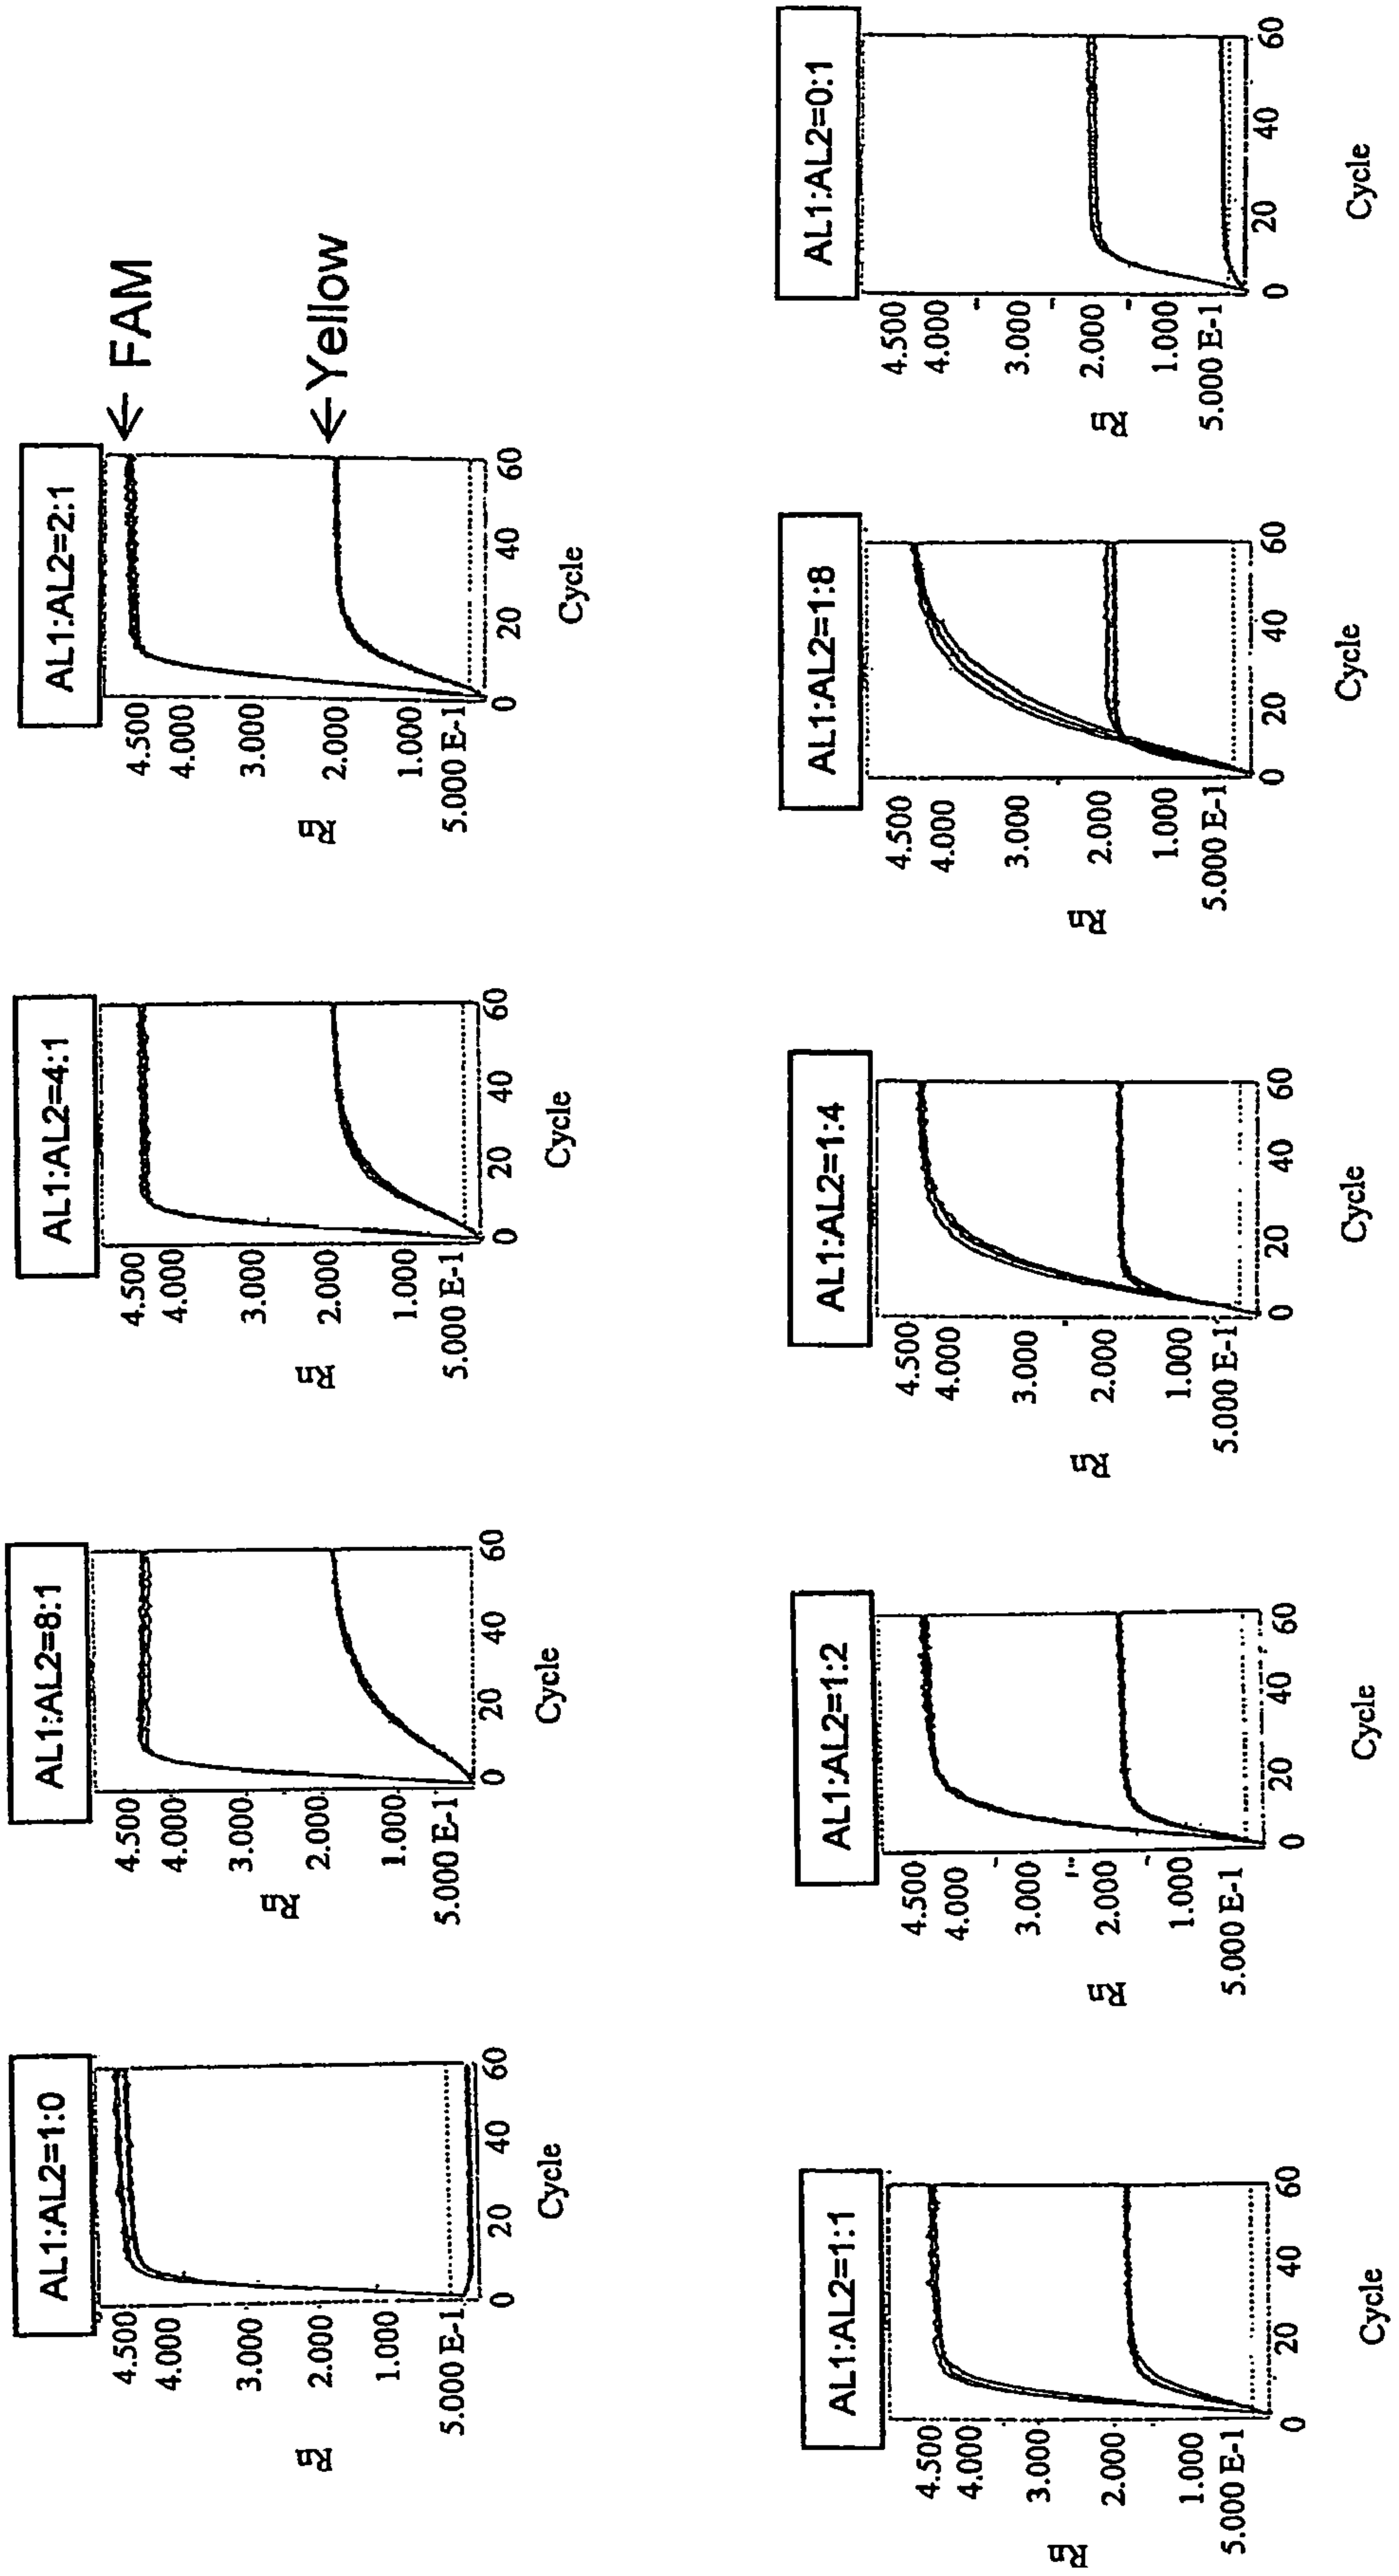 AL1:AL2=1:0
4.500
4.000
3.000
2.000
1.000
5.000 E-1
Rn
0 20 40 60
Cycle
AL1:AL2=8:1
4.500
4.000
3.000
2.000
1.000
5.000 E-1
Rn
0 20 40 60
Cycle
AL1:AL2=4:1
4.500
4.000
3.000
2.000
1.000
5.000 E-1
Rn
0 20 40 60
Cycle
AL1:AL2=2:1
4.500
4.000
3.000
2.000
1.000
5.000 E-1
Rn
0 20 40 60
Cycle
FAM
Yellow
AL1:AL2=1:1
4.500
4.000
3.000
2.000
1.000
5.000 E-1
Rn
0 20 40 60
Cycle
AL1:AL2=1:2
4.500
4.000
3.000
2.000
1.000
5.000 E-1
Rn
0 20 40 60
Cycle
AL1:AL2=1:4
4.500
4.000
3.000
2.000
1.000
5.000 E-1
Rn
0 20 40 60
Cycle
AL1:AL2=1:8
4.500
4.000
3.000
2.000
1.000
5.000 E-1
Rn
0 20 40 60
Cycle
AL1:AL2=0:1
4.500
4.000
3.000
2.000
1.000
5.000 E-1
Rn
0 20 40 60
Cycle